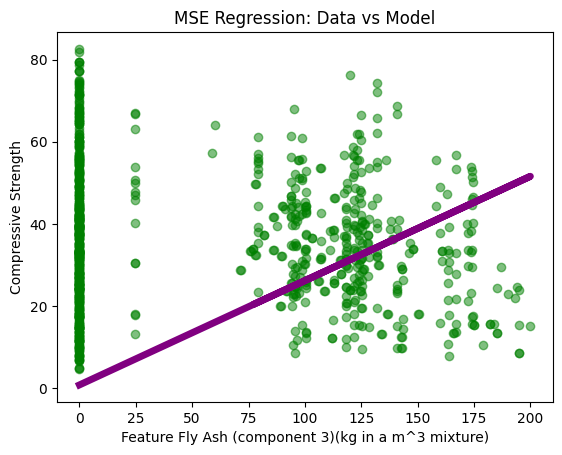 MSE Regression: Data vs Model
Compressive Strength
80
60
40
20
0
0 25 50 75 100 125 150 175 200
Feature Fly Ash (component 3)(kg in a m^3 mixture)